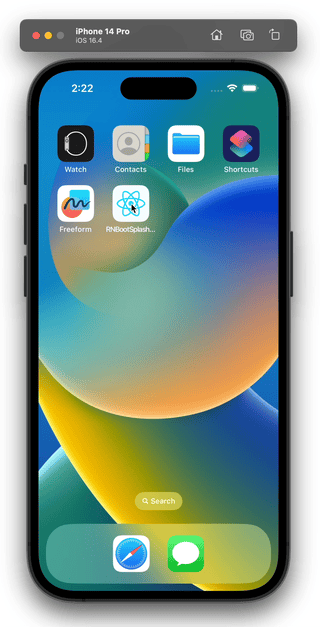 iPhone 14 Pro
iOS 16.4
2:22
Watch
Contacts
Files
Shortcuts
Freeform
RNBootSplash...
Search